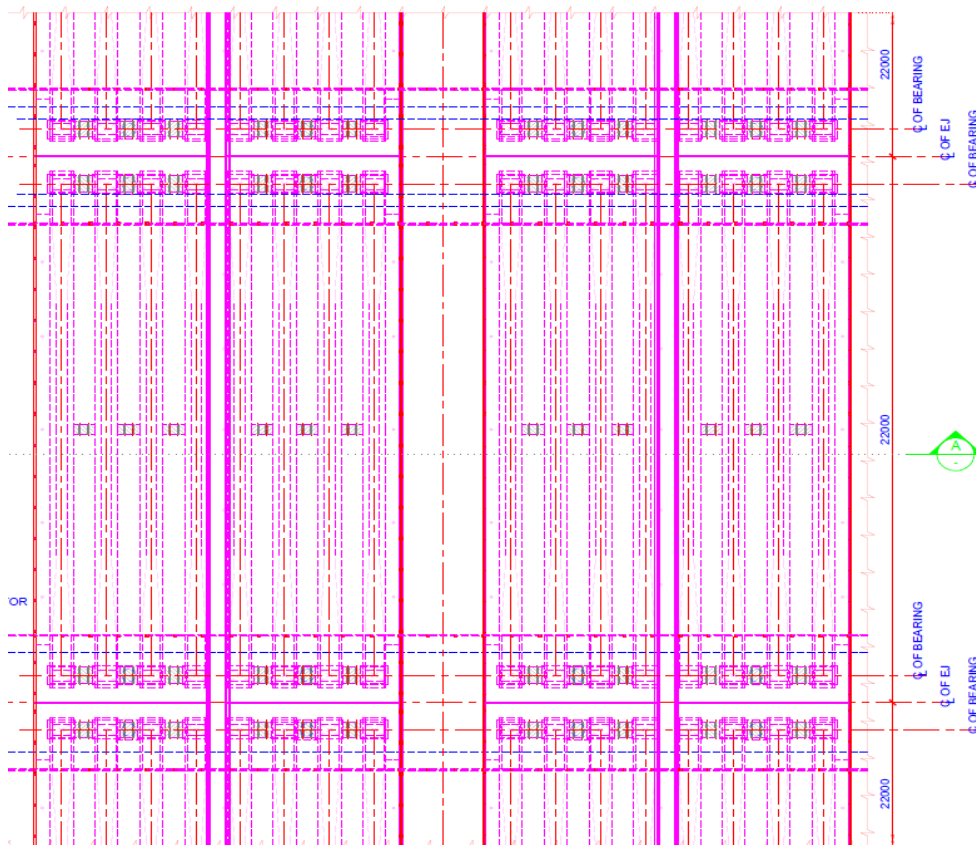 22000
℄ OF BEARING
℄ OF EJ
℄ OF BEARING
22000
A
-
OR
℄ OF BEARING
℄ OF EJ
℄ OF BEARING
22000